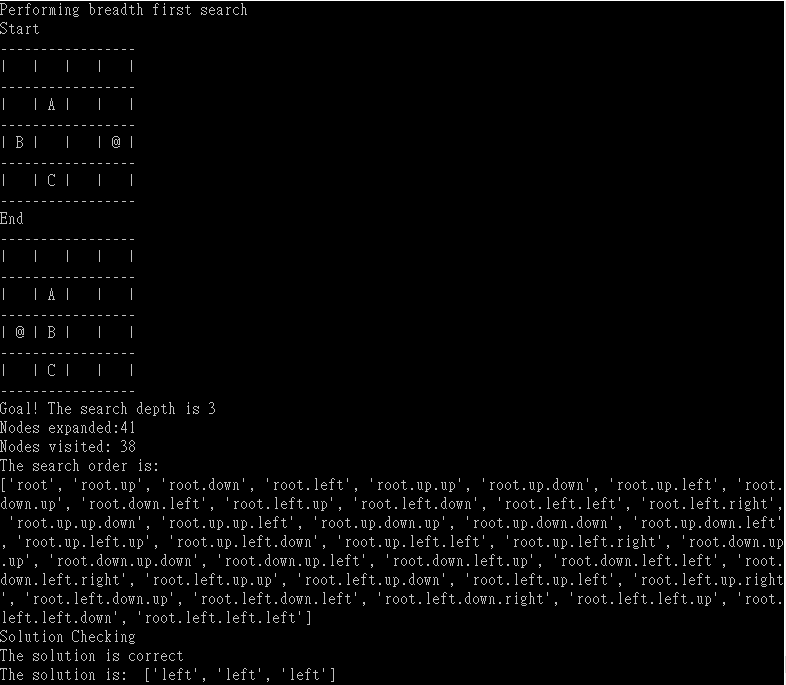 Performing breadth first search
Start
-----------------
|   |   |   |   |
-----------------
|   | A |   |   |
-----------------
| B |   |   | @ |
-----------------
|   | C |   |   |
-----------------
End
-----------------
|   |   |   |   |
-----------------
|   | A |   |   |
-----------------
| @ | B |   |   |
-----------------
|   | C |   |   |
-----------------
Goal! The search depth is 3
Nodes expanded:41
Nodes visited: 38
The search order is:
['root', 'root.up', 'root.down', 'root.left', 'root.up.up', 'root.up.down', 'root.up.left', 'root.
down.up', 'root.down.left', 'root.left.up', 'root.left.down', 'root.left.left', 'root.left.right',
 'root.up.up.down', 'root.up.up.left', 'root.up.down.up', 'root.up.down.down', 'root.up.down.left'
, 'root.up.left.up', 'root.up.left.down', 'root.up.left.left', 'root.up.left.right', 'root.down.up
.up', 'root.down.up.down', 'root.down.up.left', 'root.down.left.up', 'root.down.left.left', 'root.
down.left.right', 'root.left.up.up', 'root.left.up.down', 'root.left.up.left', 'root.left.up.right
', 'root.left.down.up', 'root.left.down.left', 'root.left.down.right', 'root.left.left.up', 'root.
left.left.down', 'root.left.left.left']
Solution Checking
The solution is correct
The solution is:  ['left', 'left', 'left']